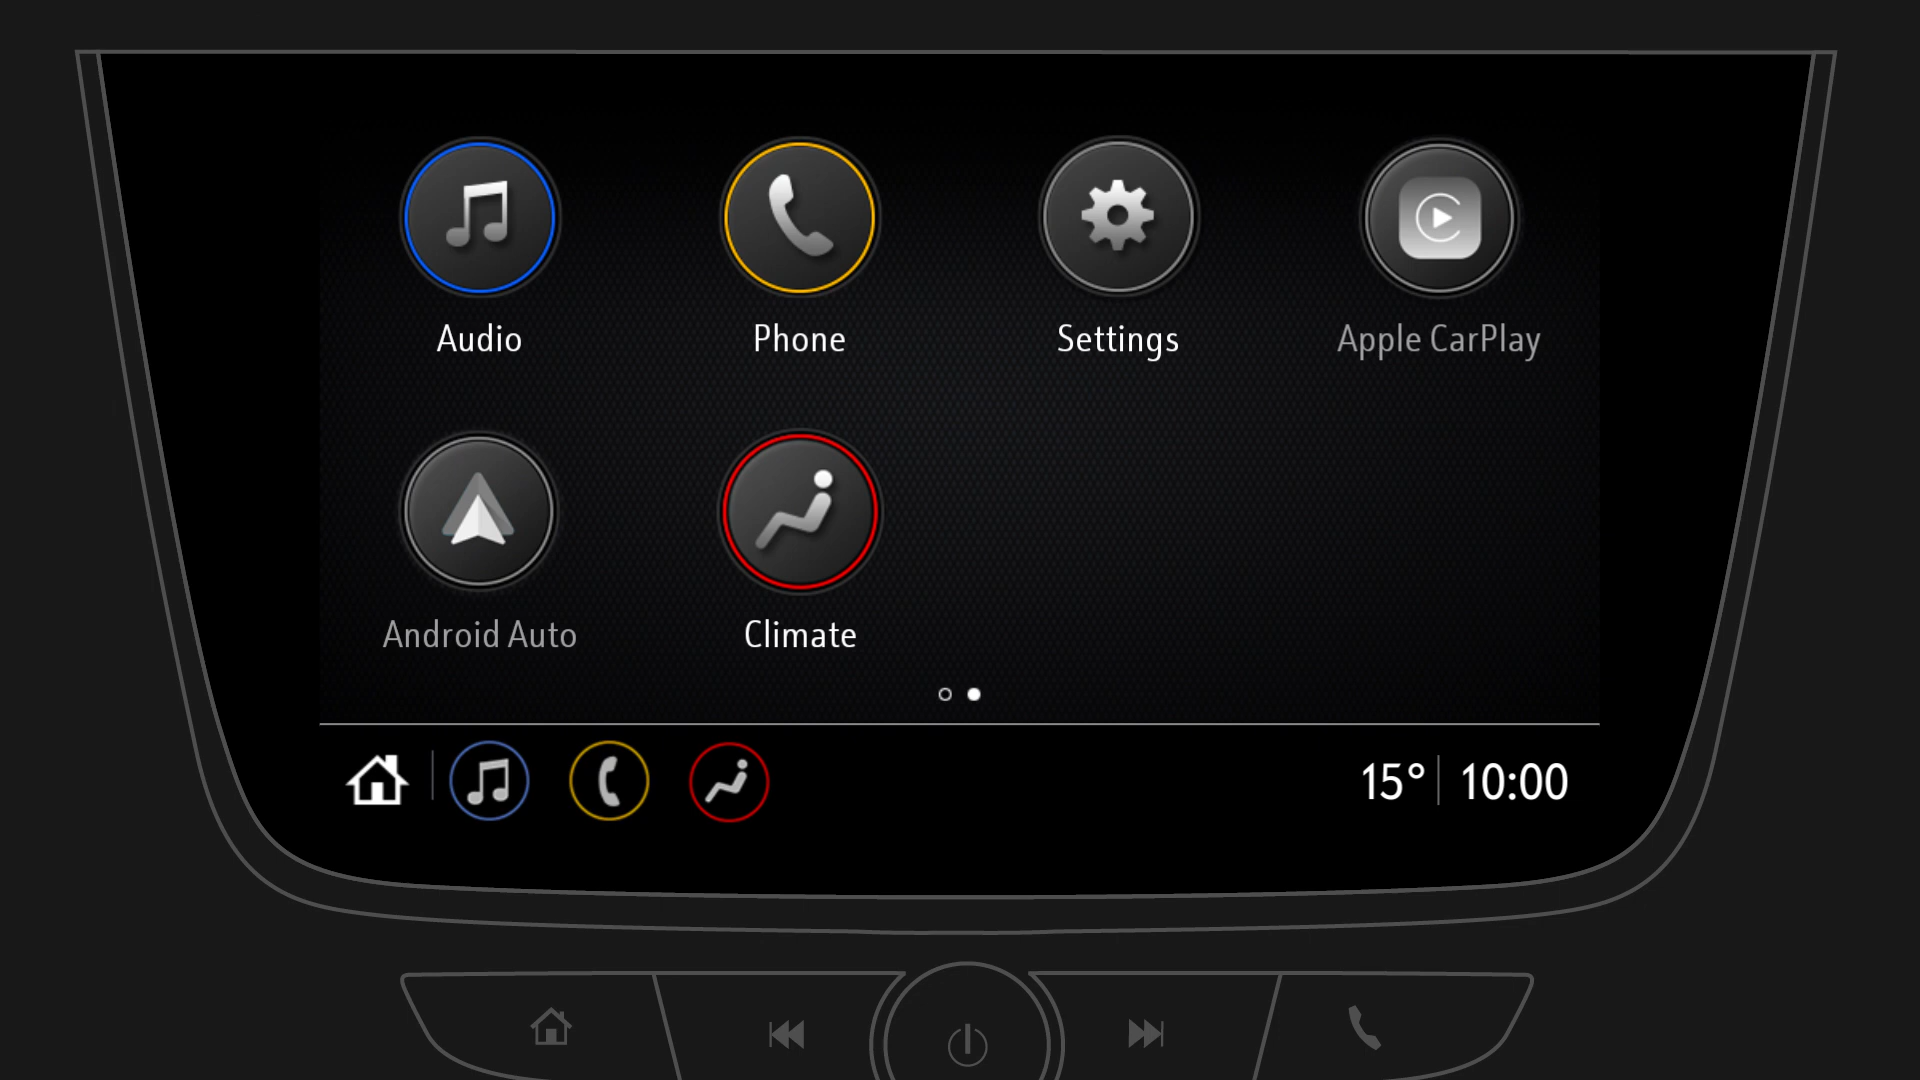 Audio
Phone
Settings
Apple CarPlay
Android Auto
Climate
15°
10:00